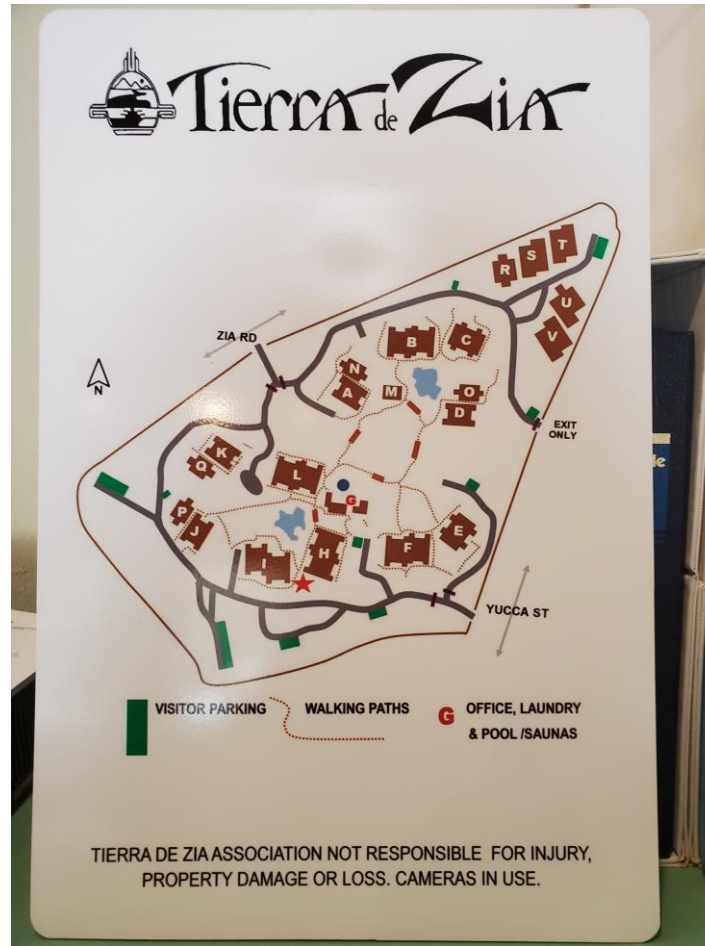 Tierra de Zia
R S T
U
V
ZIA RD
B C
N
A M O
D
N
EXIT
ONLY
K
Q L
G
P
J E
F
H
I
YUCCA ST
VISITOR PARKING WALKING PATHS G OFFICE, LAUNDRY
& POOL /SAUNAS
TIERRA DE ZIA ASSOCIATION NOT RESPONSIBLE FOR INJURY,
PROPERTY DAMAGE OR LOSS. CAMERAS IN USE.